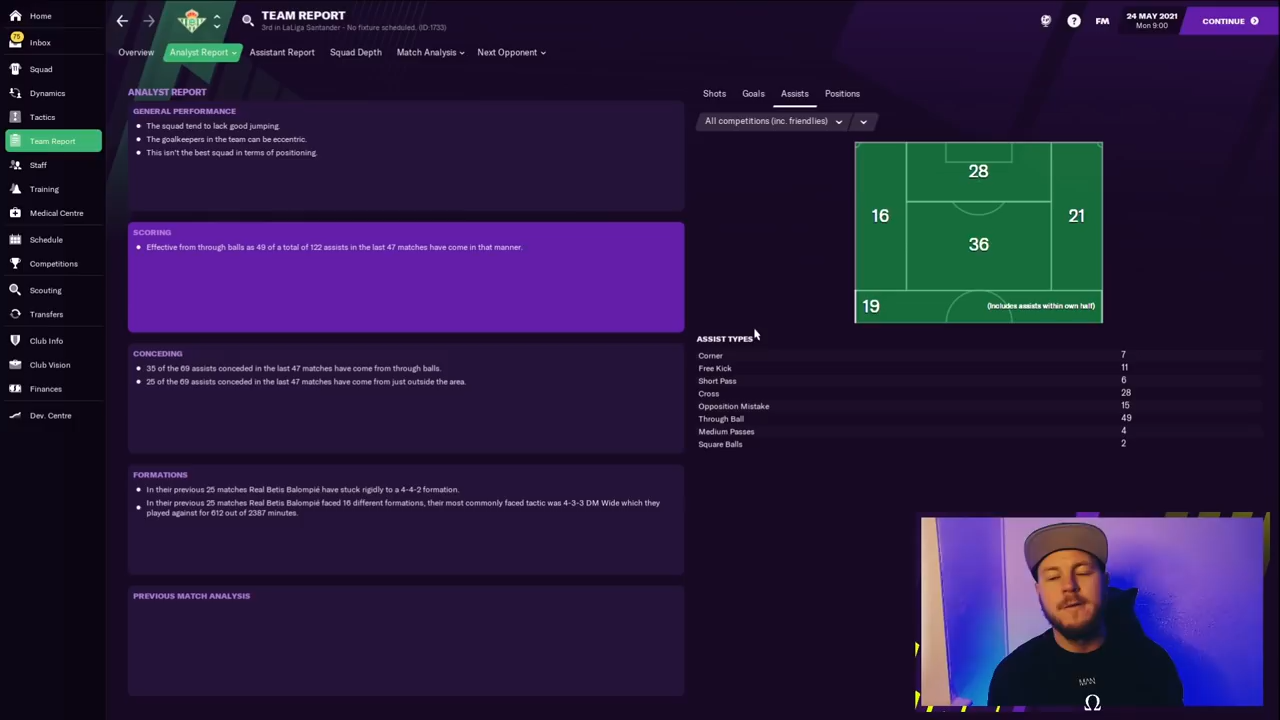 Home
TEAM REPORT
3rd in LaLiga Santander - No fixture scheduled. (ID:1733)
?
FM
24 MAY 2021
Mon 9:00
CONTINUE
75
Inbox
Overview
Analyst Report
Assistant Report
Squad Depth
Match Analysis
Next Opponent
Squad
Dynamics
Tactics
Team Report
Staff
Training
Medical Centre
Schedule
Competitions
Scouting
Transfers
Club Info
Club Vision
Finances
Dev. Centre
ANALYST REPORT
GENERAL PERFORMANCE
The squad tend to lack good jumping.
The goalkeepers in the team can be eccentric.
This isn't the best squad in terms of positioning.
SCORING
Effective from through balls as 49 of a total of 122 assists in the last 47 matches have come in that manner.
CONCEDING
35 of the 69 assists conceded in the last 47 matches have come from through balls.
25 of the 69 assists conceded in the last 47 matches have come from just outside the area.
FORMATIONS
In their previous 25 matches Real Betis Balompié have stuck rigidly to a 4-4-2 formation.
In their previous 25 matches Real Betis Balompié faced 16 different formations, their most commonly faced tactic was 4-3-3 DM Wide which they
played against for 612 out of 2387 minutes.
PREVIOUS MATCH ANALYSIS
Shots
Goals
Assists
Positions
All competitions (inc. friendlies)
28
16
21
36
19
(Includes assists within own half)
ASSIST TYPES
Corner 7
Free Kick 11
Short Pass 6
Cross 28
Opposition Mistake 15
Through Ball 49
Medium Passes 4
Square Balls 2
MAN
Ω